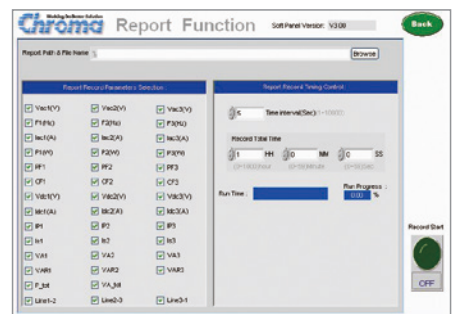 Chroma
Report Function
Soft Panel Version: V3.08
Back
Report Path & File Name
Browse
Report Record Parameters Selection:
Vac1(V) Vac2(V) Vac3(V)
F1(Hz) F2(Hz) F3(Hz)
Iac1(A) Iac2(A) Iac3(A)
P1(W) P2(W) P3(W)
PF1 PF2 PF3
CF1 CF2 CF3
Vdc1(V) Vdc2(V) Vdc3(V)
Idc1(A) Idc2(A) Idc3(A)
IP1 IP2 IP3
Is1 Is2 Is3
VA1 VA2 VA3
VAR1 VAR2 VAR3
P_tot VA_tot
Line1-2 Line2-3 Line3-1
Report Record Timing Control:
5 Time interval(Sec):
Record Total Time
1 HH 0 MM 0 SS
Run Time :
Run Progress :
0.00 %
Record Start
OFF